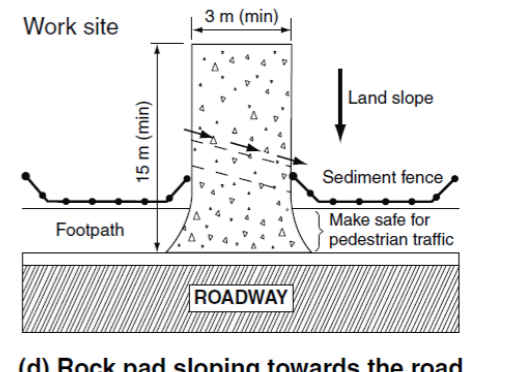 Work site
3 m (min)
Land slope
15 m (min)
Sediment fence
Footpath
Make safe for
pedestrian traffic
ROADWAY
(d) Rock pad sloping towards the road